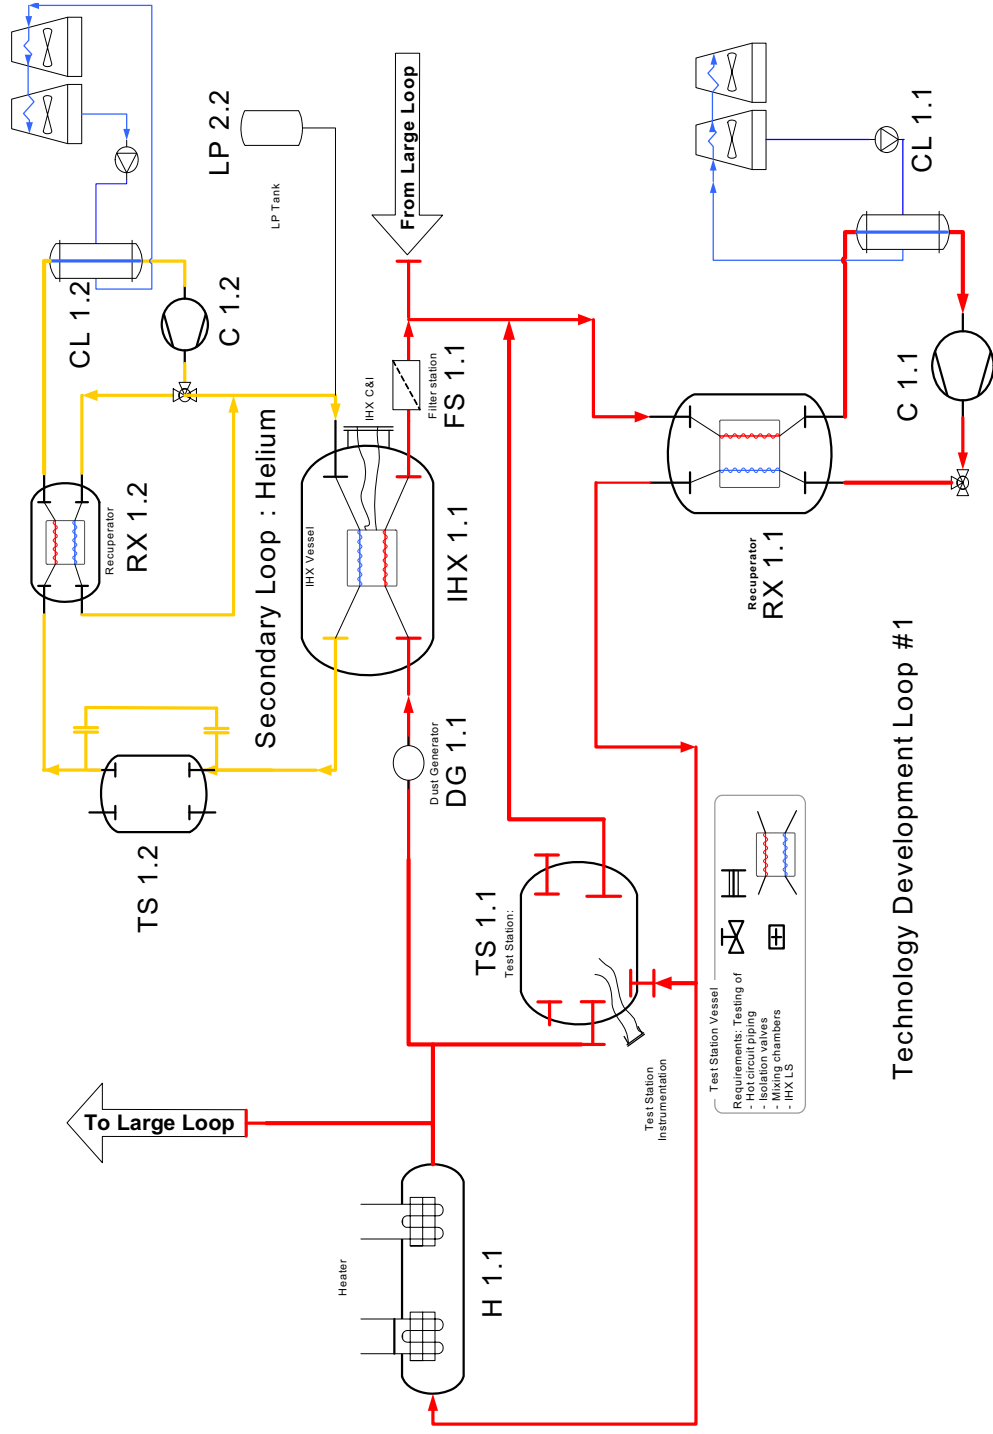 CL 1.2
C 1.2
LP 2.2
LP Tank
From Large Loop
CL 1.1
C 1.1
Recuperator
RX 1.2
Secondary Loop : Helium
IHX Vessel
IHX C&I
IHX 1.1
Filter station
FS 1.1
Recuperator
RX 1.1
TS 1.2
Dust Generator
DG 1.1
TS 1.1
Test Station:
Test Station
Instrumentation
Test Station Vessel
Requirements: Testing of
- Hot circuit piping
- Isolation valves
- Mixing chambers
- IHX LS
To Large Loop
Heater
H 1.1
Technology Development Loop #1